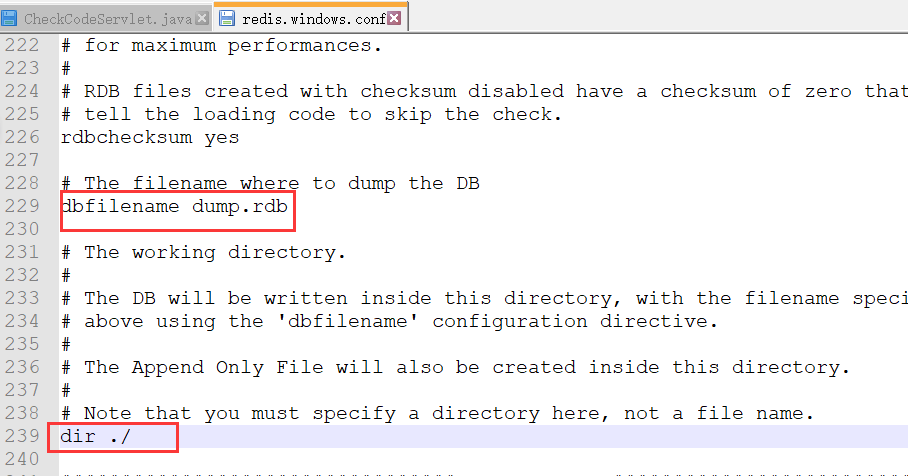 CheckCodeServlet.java redis.windows.conf
222 # for maximum performances.
223 #
224 # RDB files created with checksum disabled have a checksum of zero that
225 # tell the loading code to skip the check.
226 rdbchecksum yes
227
228 # The filename where to dump the DB
229 dbfilename dump.rdb
230
231 # The working directory.
232 #
233 # The DB will be written inside this directory, with the filename speci
234 # above using the 'dbfilename' configuration directive.
235 #
236 # The Append Only File will also be created inside this directory.
237 #
238 # Note that you must specify a directory here, not a file name.
239 dir ./
240